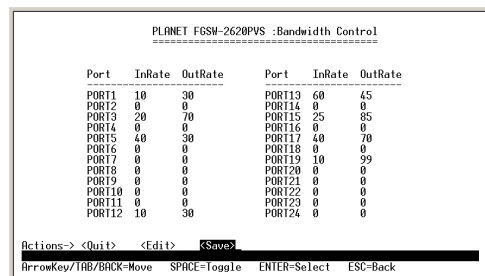 PLANET FGSW-2620PVS :Bandwidth Control
======================================
Port InRate OutRate Port InRate OutRate
PORT1 10 30 PORT13 60 45
PORT2 0 0 PORT14 0 0
PORT3 20 70 PORT15 25 85
PORT4 0 0 PORT16 0 0
PORT5 40 30 PORT17 40 70
PORT6 0 0 PORT18 0 0
PORT7 0 0 PORT19 10 99
PORT8 0 0 PORT20 0 0
PORT9 0 0 PORT21 0 0
PORT10 0 0 PORT22 0 0
PORT11 0 0 PORT23 0 0
PORT12 10 30 PORT24 0 0
Actions-> <Quit> <Edit> <Save>
ArrowKey/TAB/BACK=Move SPACE=Toggle ENTER=Select ESC=Back